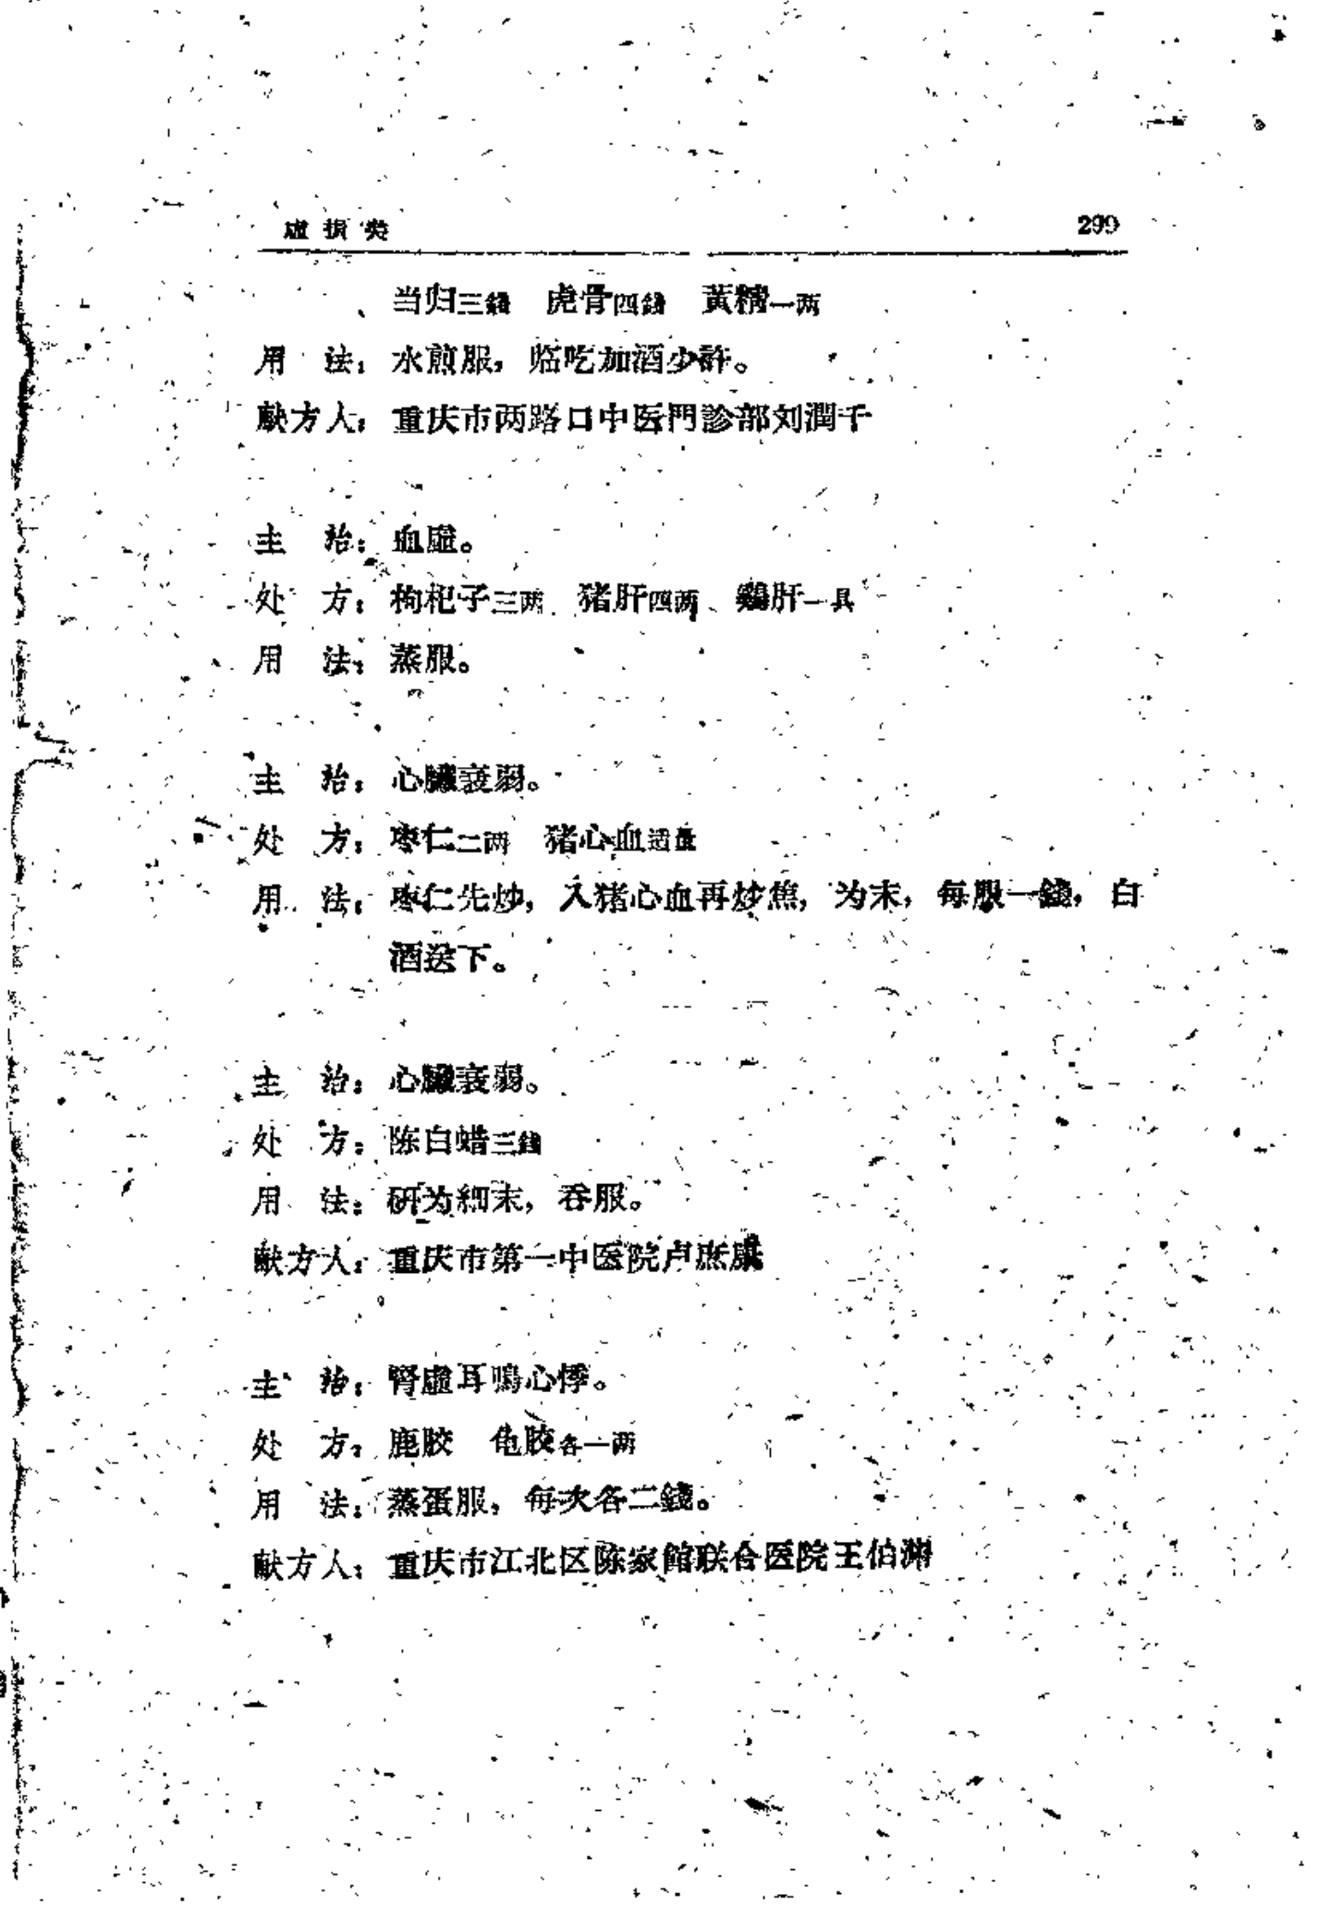 虛损类 299
当归三錢 虎骨四錢 黄精一两
用 法：水煎服，临吃加酒少許。
献方人：重庆市两路口中医門診部刘潤千
主 治：血虛。
处 方：枸杞子三两 猪肝四两 鷄肝一具
用 法：蒸服。
主 治：心臟衰弱。
处 方：枣仁二两 猪心血适量
用 法：枣仁先炒，入猪心血再炒焦，为末，每服一錢，白
酒送下。
主 治：心臟衰弱。
处 方：陈白蜡三錢
用 法：研为細末，吞服。
献方人：重庆市第一中医院卢庶康
主 治：腎虛耳鳴心悸。
处 方：鹿胶 龟胶各一两
用 法：蒸蛋服，每次各二錢。
献方人：重庆市江北区陈家館联合医院王伯渊